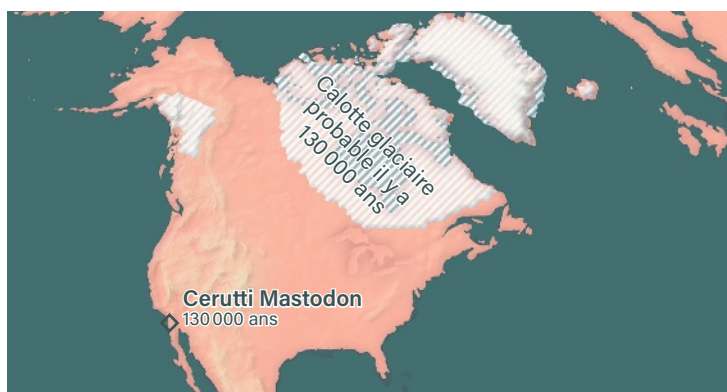 Calotte glaciaire
probable il y a
130 000 ans
Cerutti Mastodon
130 000 ans